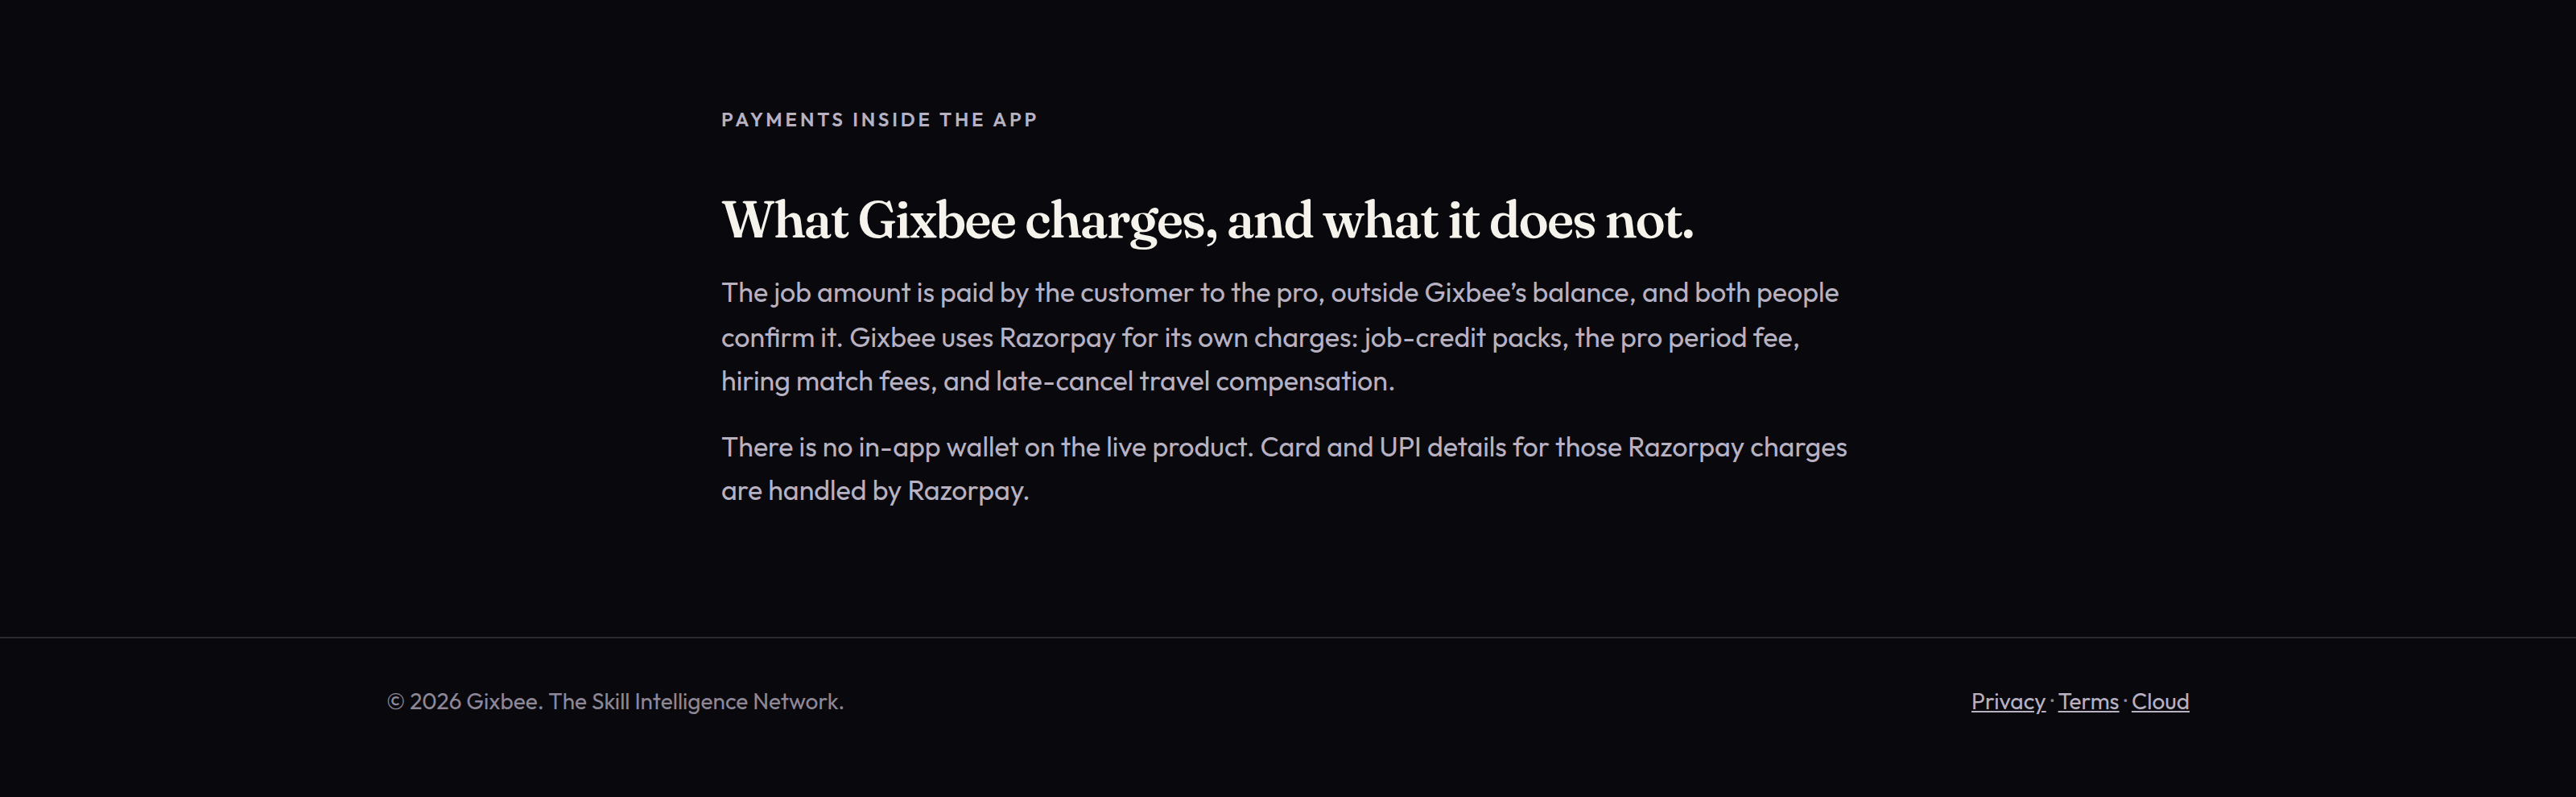 PAYMENTS INSIDE THE APP
What Gixbee charges, and what it does not.
The job amount is paid by the customer to the pro, outside Gixbee’s balance, and both people
confirm it. Gixbee uses Razorpay for its own charges: job-credit packs, the pro period fee,
hiring match fees, and late-cancel travel compensation.
There is no in-app wallet on the live product. Card and UPI details for those Razorpay charges
are handled by Razorpay.
© 2026 Gixbee. The Skill Intelligence Network.
Privacy · Terms · Cloud